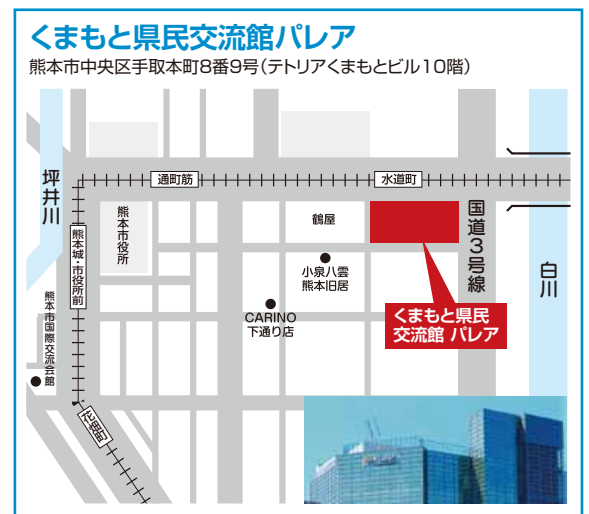 くまもと県民交流館パレア
熊本市中央区手取本町8番9号(テトリアくまもとビル10階)
坪井川
通町筋
水道町
熊本市役所
鶴屋
国道3号線
熊本城・市役所前
小泉八雲
熊本旧居
白川
熊本市国際交流会館
CARINO
下通り店
くまもと県民
交流館 パレア
花畑町